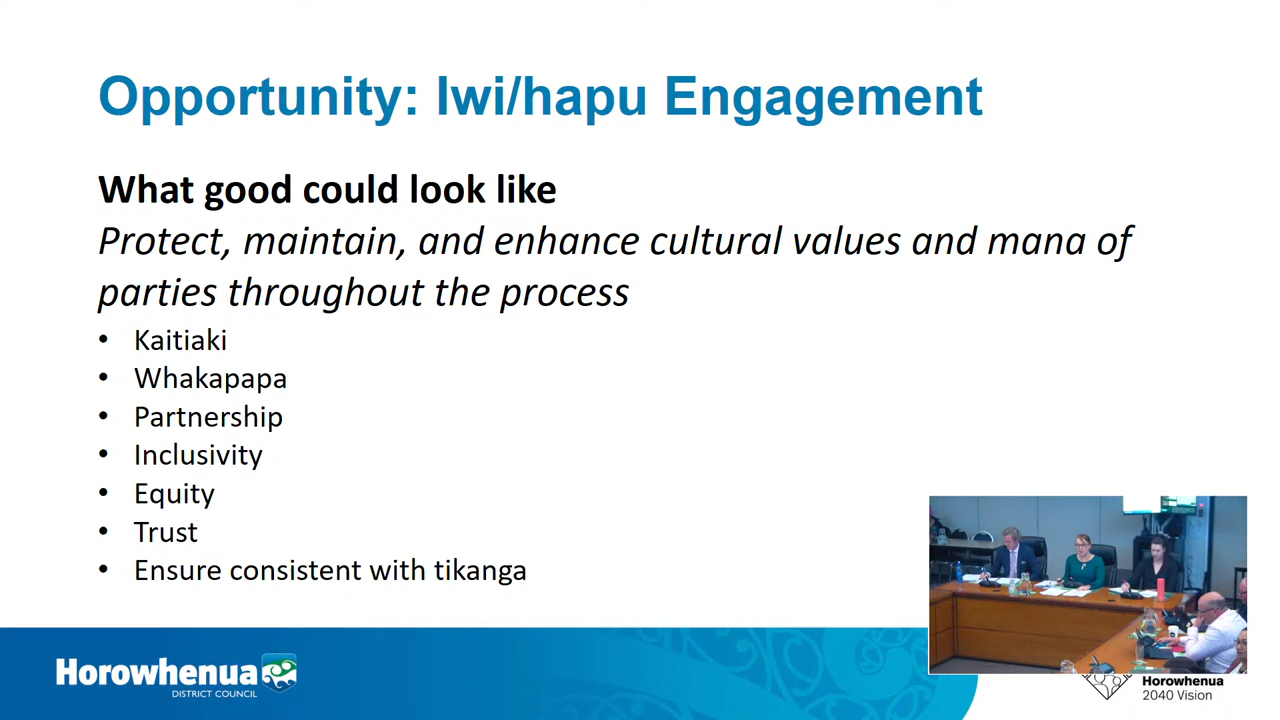 Opportunity: Iwi/hapu Engagement
What good could look like
Protect, maintain, and enhance cultural values and mana of
parties throughout the process
• Kaitiaki
• Whakapapa
• Partnership
• Inclusivity
• Equity
• Trust
• Ensure consistent with tikanga
Horowhenua
DISTRICT COUNCIL
Horowhenua
2040 Vision